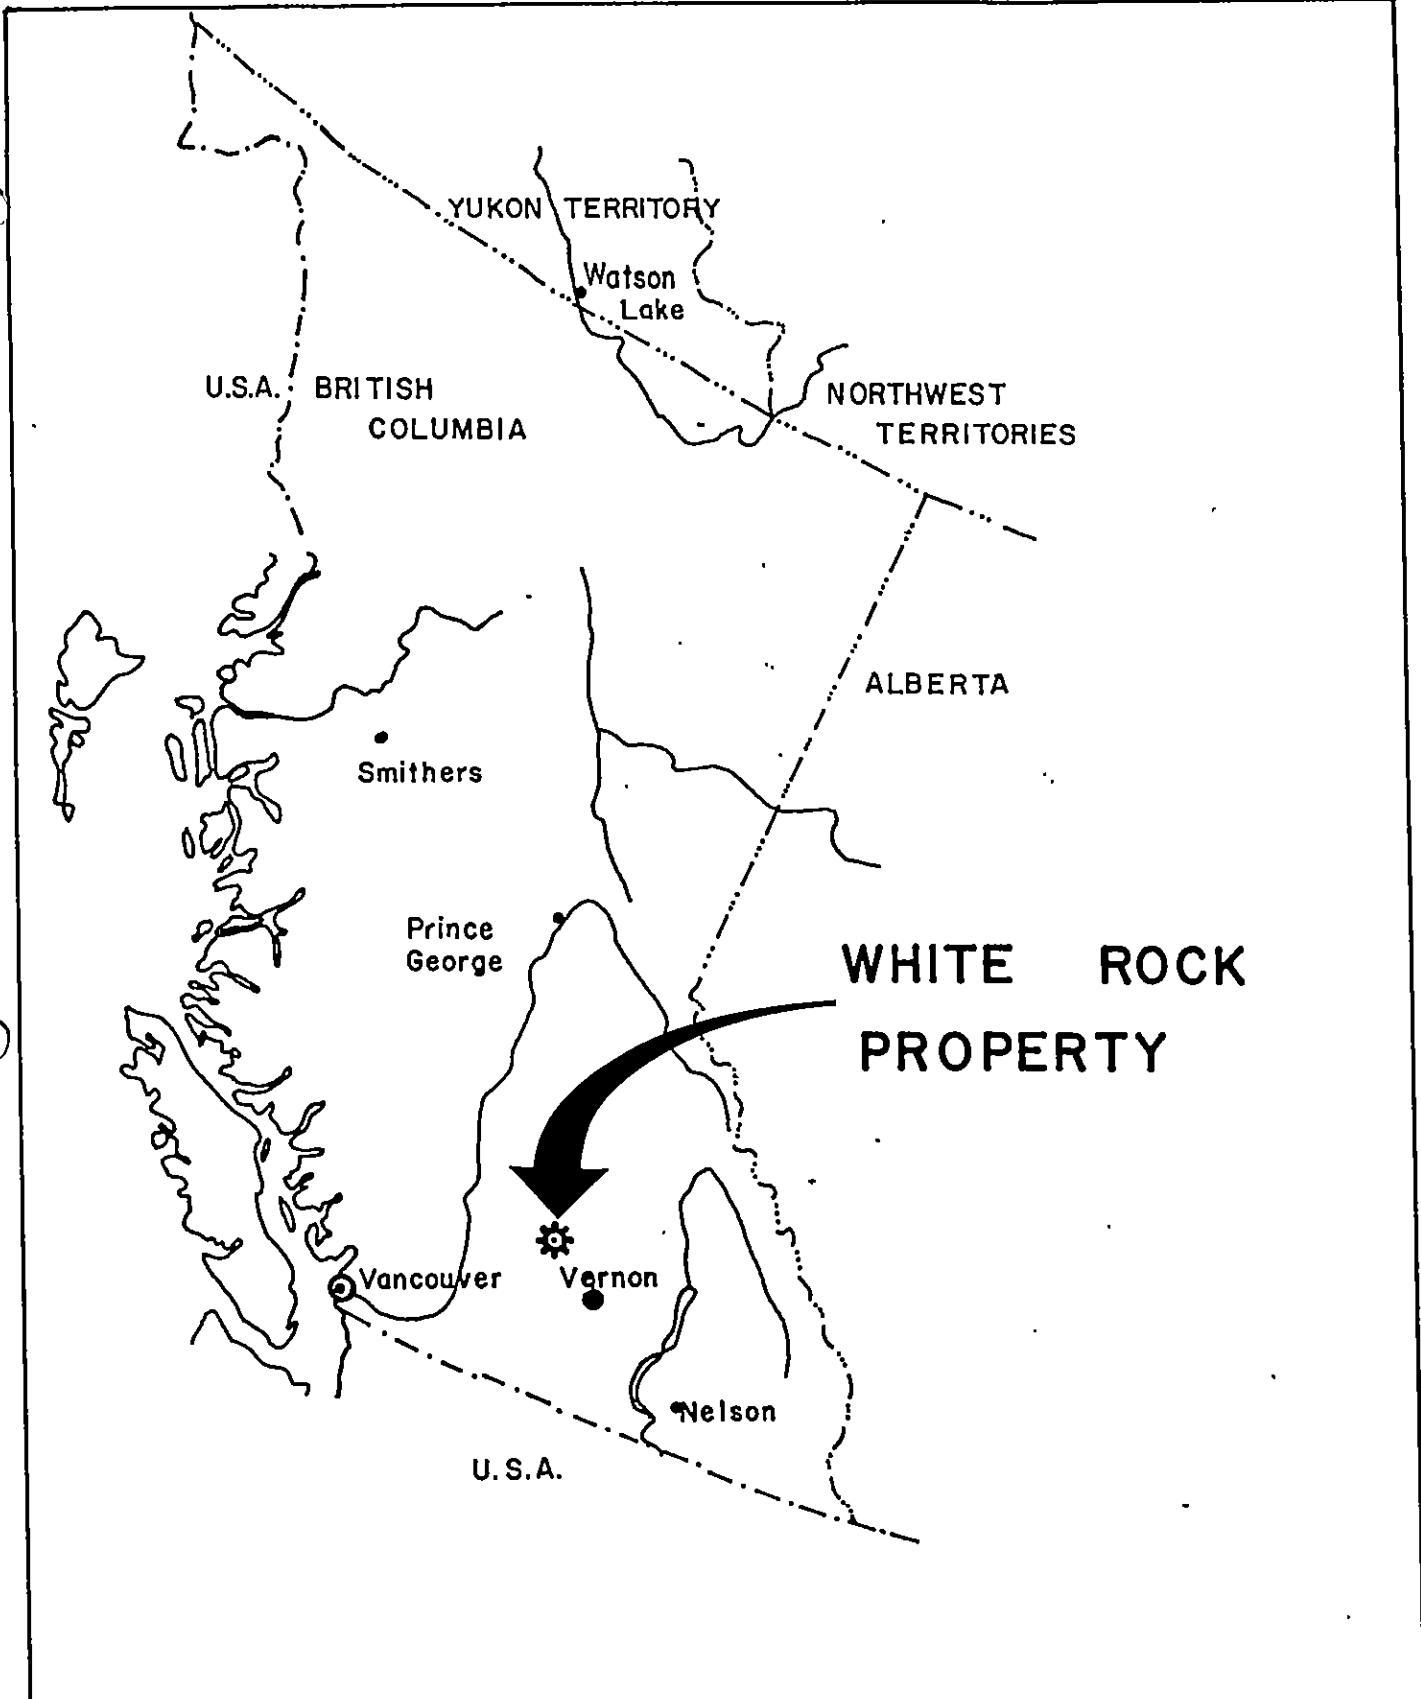 YUKON TERRITORY
Watson
Lake
U.S.A.
BRITISH
COLUMBIA
NORTHWEST
TERRITORIES
ALBERTA
Smithers
Prince
George
WHITE ROCK
PROPERTY
Vancouver
Vernon
Nelson
U.S.A.